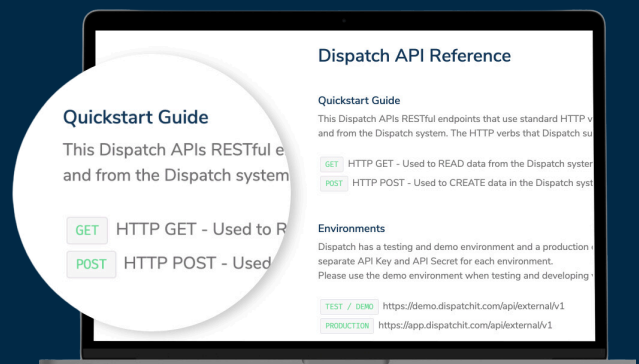 Dispatch API Reference
Quickstart Guide
This Dispatch APIs RESTful endpoints that use standard HTTP v
and from the Dispatch system. The HTTP verbs that Dispatch su
GET HTTP GET - Used to READ data from the Dispatch system
POST HTTP POST - Used to CREATE data in the Dispatch syst
Environments
Dispatch has a testing and demo environment and a production
separate API Key and API Secret for each environment.
Please use the demo environment when testing and developing
TEST / DEMO https://demo.dispatchit.com/api/external/v1
PRODUCTION https://app.dispatchit.com/api/external/v1
Quickstart Guide
This Dispatch APIs RESTful e
and from the Dispatch system
GET HTTP GET - Used to R
POST HTTP POST - Used